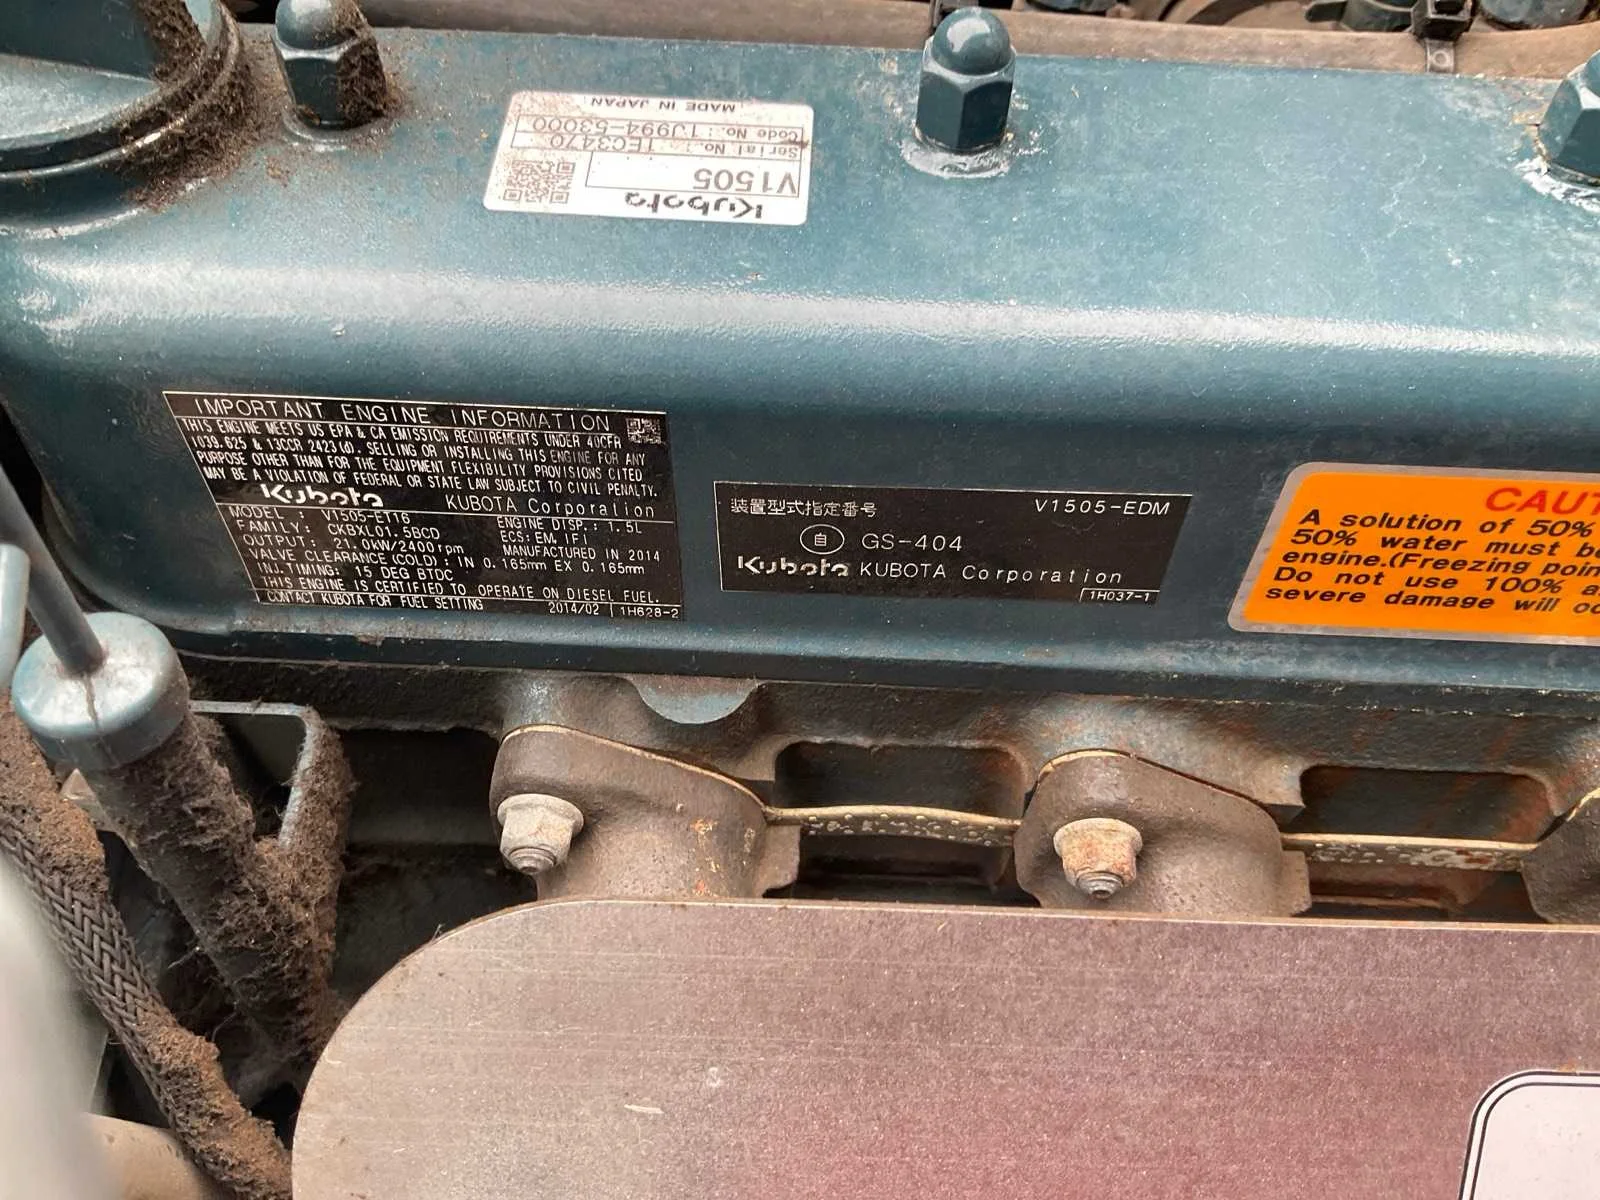 Kubota
V1505
Serial No.: 1EC3470
Code No.: 1J994-53000
MADE IN JAPAN
IMPORTANT ENGINE INFORMATION
THIS ENGINE MEETS US EPA & CA EMISSION REQUIREMENTS UNDER 40CFR
1039.625 & 13CCR 2423(d). SELLING OR INSTALLING THIS ENGINE FOR ANY
PURPOSE OTHER THAN FOR THE EQUIPMENT FLEXIBILITY PROVISIONS CITED
MAY BE A VIOLATION OF FEDERAL OR STATE LAW SUBJECT TO CIVIL PENALTY.
Kubota KUBOTA Corporation
MODEL : V1505-ET16 ENGINE DISP.: 1.5L
FAMILY: CKBXL01.5BCD ECS: EM, IFI
OUTPUT: 21.0kW/2400rpm MANUFACTURED IN 2014
VALVE CLEARANCE(COLD): IN 0.165mm EX 0.165mm
INJ.TIMING: 15 DEG BTDC
THIS ENGINE IS CERTIFIED TO OPERATE ON DIESEL FUEL.
CONTACT KUBOTA FOR FUEL SETTING 2014/02 1H628-2
装置型式指定番号 V1505-EDM
自 GS-404
Kubota KUBOTA Corporation
1H037-1
CAUT
A solution of 50%
50% water must be
engine.(Freezing poin
Do not use 100% a
severe damage will oc